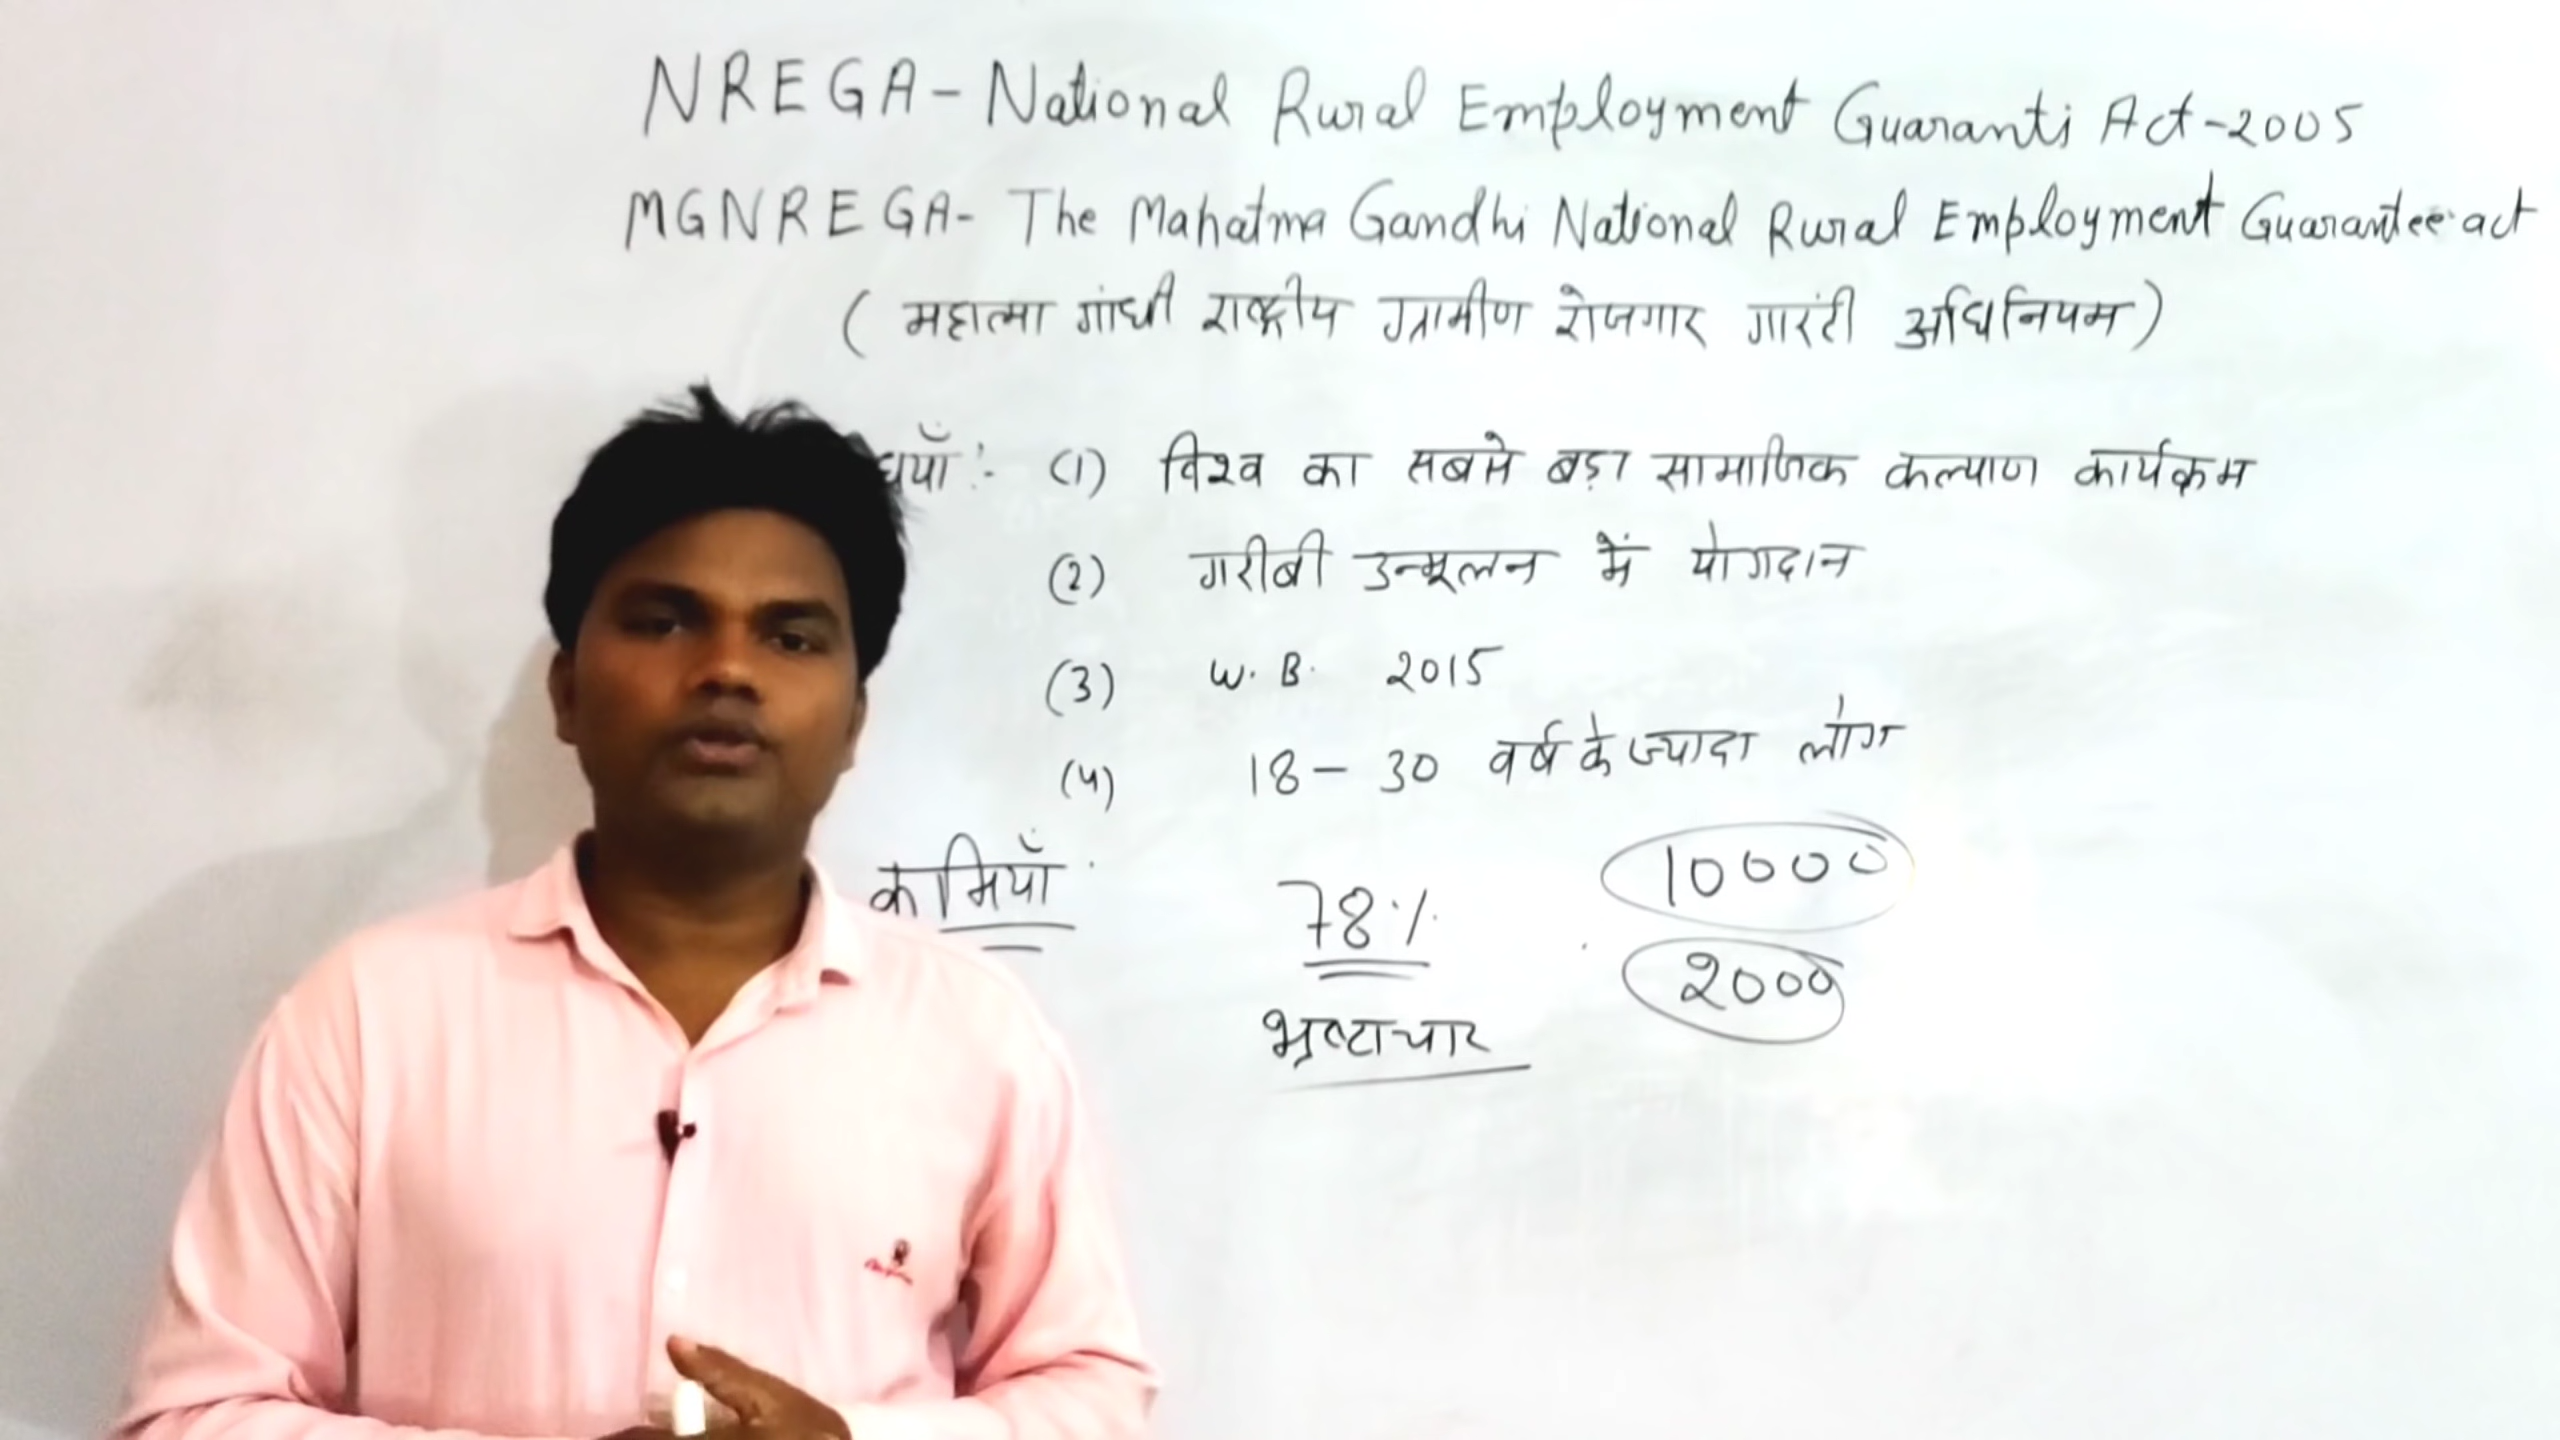 NREGA - National Rural Employment Guaranti Act - 2005
MGNREGA - The Mahatma Gandhi National Rural Employment Guarantee act
( महात्मा गांधी राष्ट्रीय ग्रामीण रोजगार गारंटी अधिनियम )
धियाँ :- (1) विश्व का सबसे बड़ा सामाजिक कल्याण कार्यक्रम
(2) गरीबी उन्मूलन में योगदान
(3) W. B. 2015
(4) 18 - 30 वर्ष के ज्यादा लोग
कमियाँ 78% 10000
2000
भ्रष्टाचार